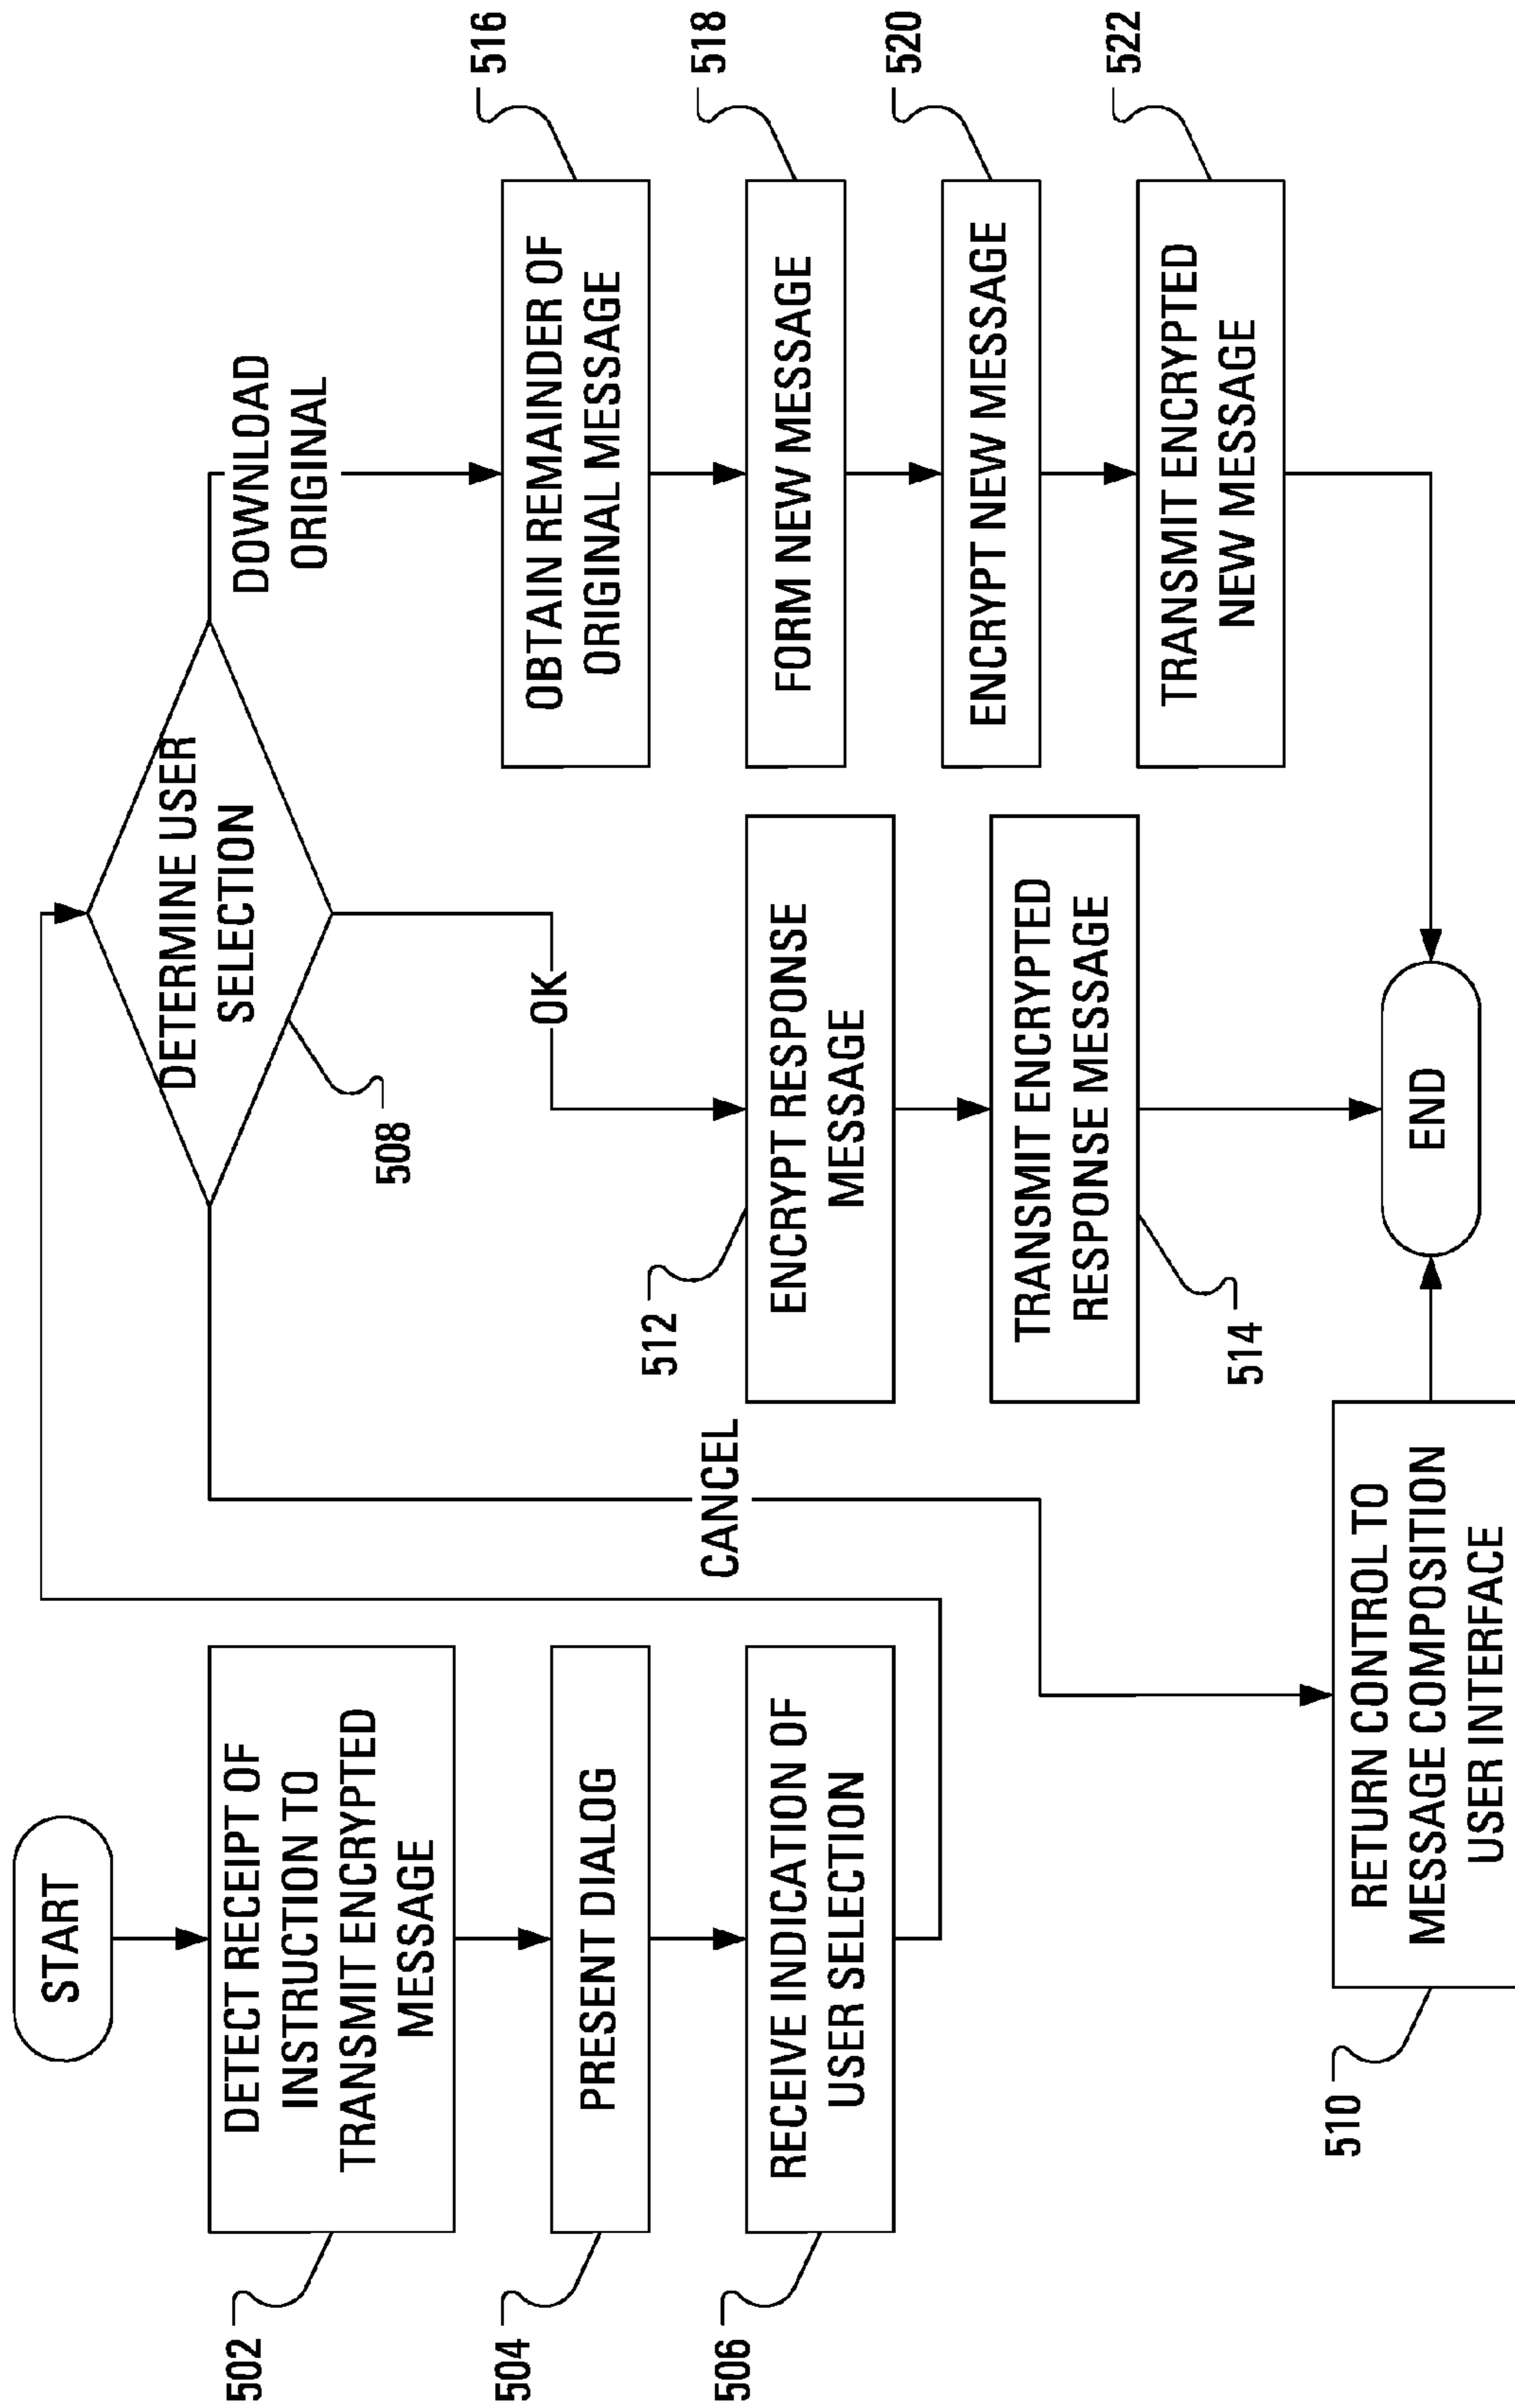 START
DETECT RECEIPT OF
INSTRUCTION TO
TRANSMIT ENCRYPTED
MESSAGE
502
PRESENT DIALOG
504
RECEIVE INDICATION OF
USER SELECTION
506
DETERMINE USER
SELECTION
508
CANCEL
RETURN CONTROL TO
MESSAGE COMPOSITION
USER INTERFACE
510
OK
ENCRYPT RESPONSE
MESSAGE
512
TRANSMIT ENCRYPTED
RESPONSE MESSAGE
514
DOWNLOAD
ORIGINAL
OBTAIN REMAINDER OF
ORIGINAL MESSAGE
516
FORM NEW MESSAGE
518
ENCRYPT NEW MESSAGE
520
TRANSMIT ENCRYPTED
NEW MESSAGE
522
END